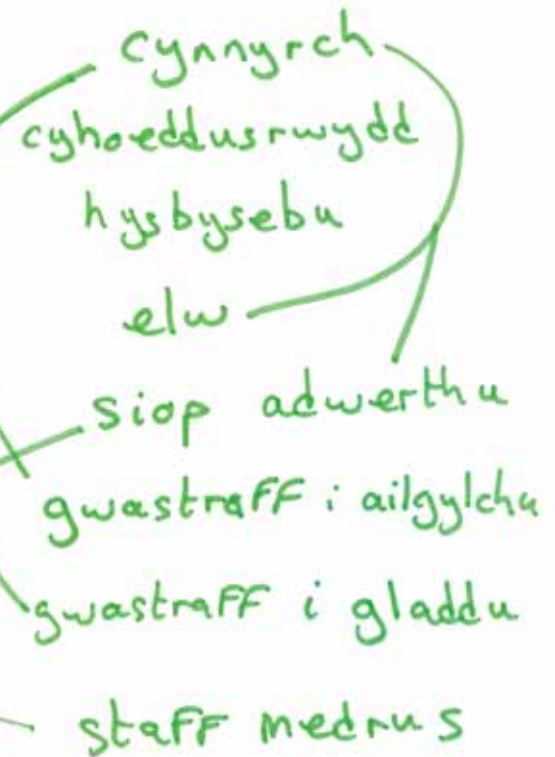 cynnyrch
cyhoeddusrwydd
hysbysebu
elw
siop adwerthu
gwastraff i ailgylchu
gwastraff i gladdu
staff medrus